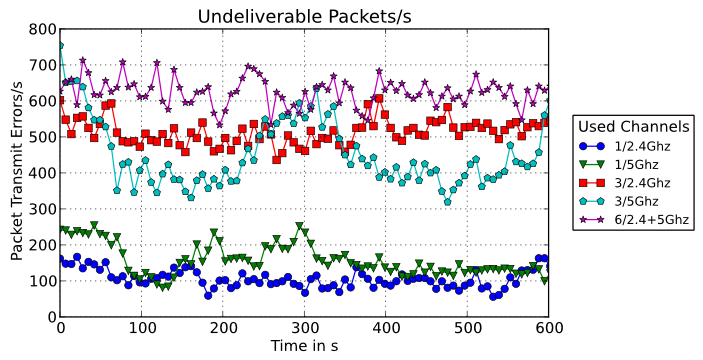 Undeliverable Packets/s
Packet Transmit Errors/s
800
700
600
500
400
300
200
100
0
0 100 200 300 400 500 600
Time in s
Used Channels
1/2.4Ghz
1/5Ghz
3/2.4Ghz
3/5Ghz
6/2.4+5Ghz